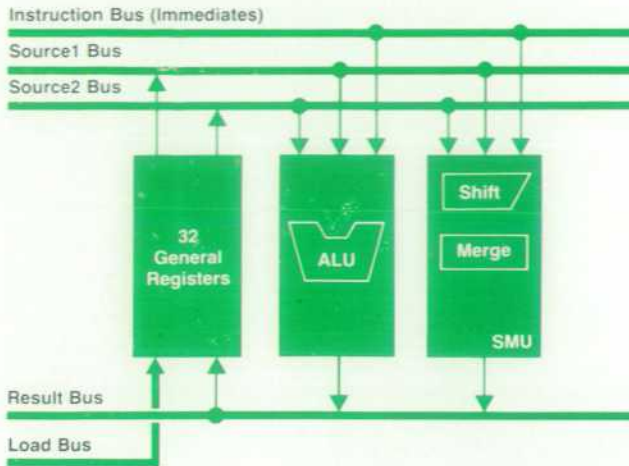 Instruction Bus (Immediates)
Source1 Bus
Source2 Bus
32
General
Registers
ALU
Shift
Merge
SMU
Result Bus
Load Bus